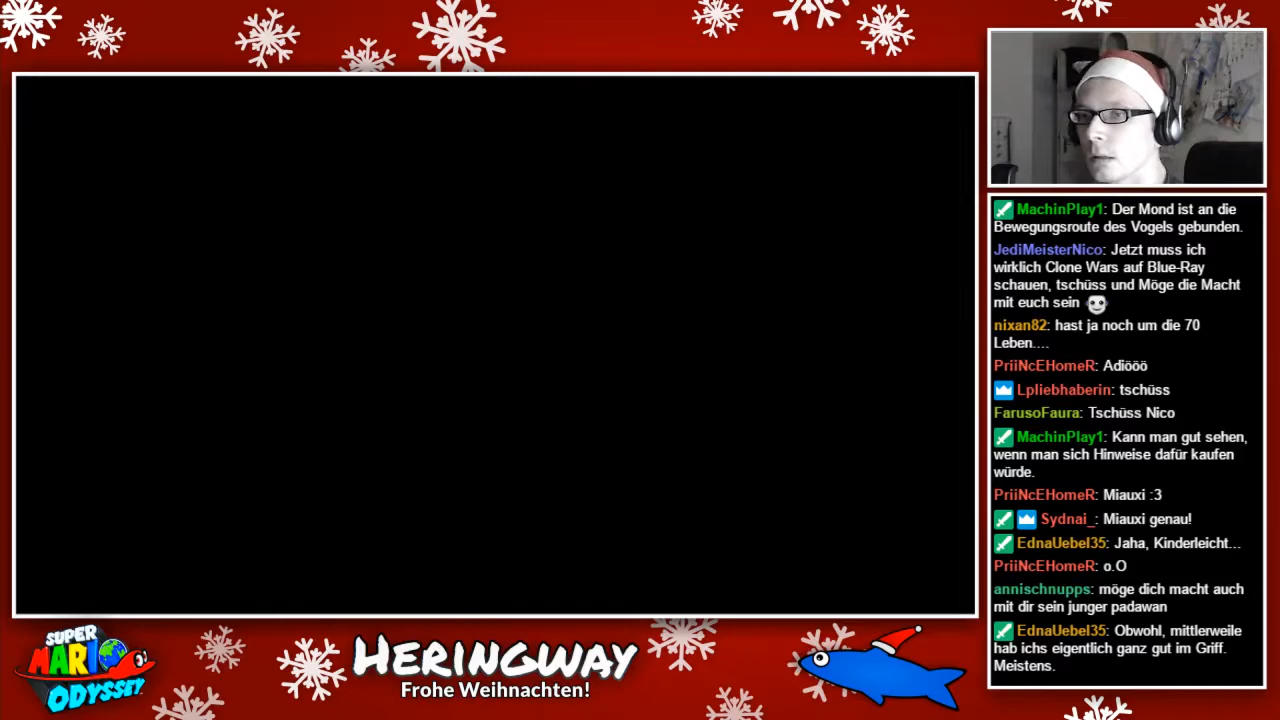 MachinPlay1: Der Mond ist an die
Bewegungsroute des Vogels gebunden.
JediMeisterNico: Jetzt muss ich
wirklich Clone Wars auf Blue-Ray
schauen, tschüss und Möge die Macht
mit euch sein
nixan82: hast ja noch um die 70
Leben....
PriiNcEHomeR: Adiööö
Lpliebhaberin: tschüss
FarusoFaura: Tschüss Nico
MachinPlay1: Kann man gut sehen,
wenn man sich Hinweise dafür kaufen
würde.
PriiNcEHomeR: Miauxi :3
Sydnai_: Miauxi genau!
EdnaUebel35: Jaha, Kinderleicht...
PriiNcEHomeR: o.O
annischnupps: möge dich macht auch
mit dir sein junger padawan
EdnaUebel35: Obwohl, mittlerweile
hab ichs eigentlich ganz gut im Griff.
Meistens.
SUPER
MARIO
ODYSSEY
HERINGWAY
Frohe Weihnachten!